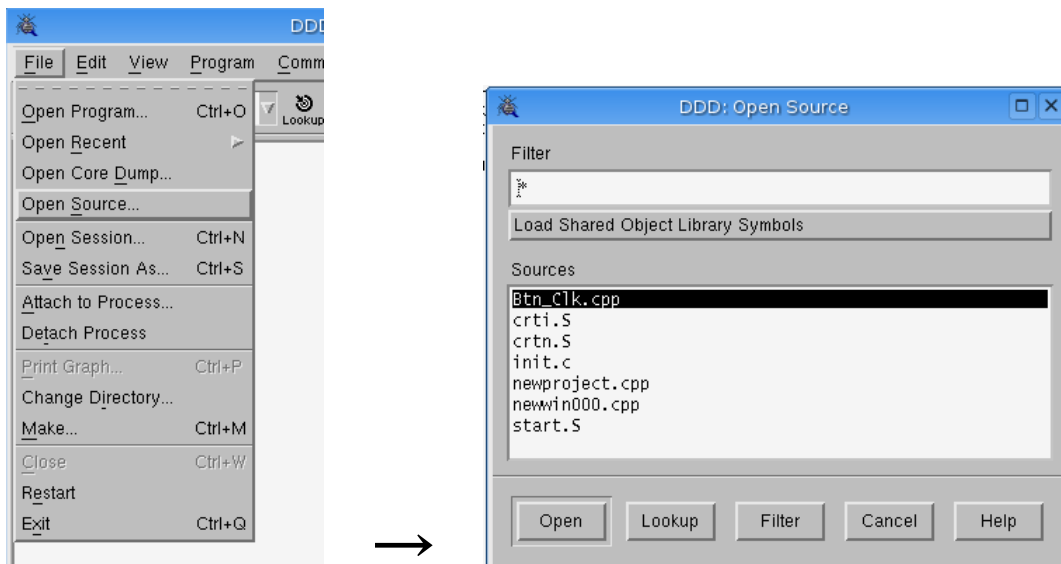 DDD
File Edit View Program Comm
Open Program... Ctrl+O
Lookup
Open Recent
Open Core Dump...
Open Source...
Open Session... Ctrl+N
Save Session As... Ctrl+S
Attach to Process...
Detach Process
Print Graph... Ctrl+P
Change Directory...
Make... Ctrl+M
Close Ctrl+W
Restart
Exit Ctrl+Q
→
DDD: Open Source
Filter
*
Load Shared Object Library Symbols
Sources
Btn_Clk.cpp
crti.S
crtn.S
init.c
newproject.cpp
newwin000.cpp
start.S
Open Lookup Filter Cancel Help